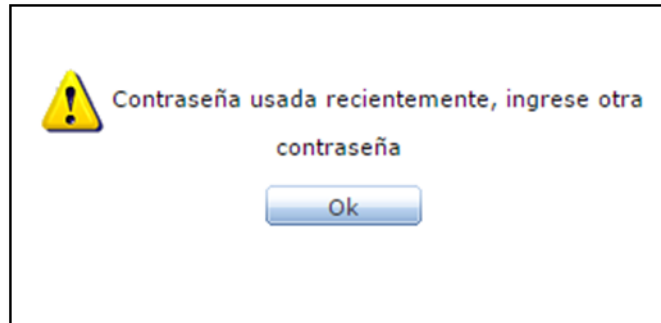 Contraseña usada recientemente, ingrese otra
contraseña
Ok